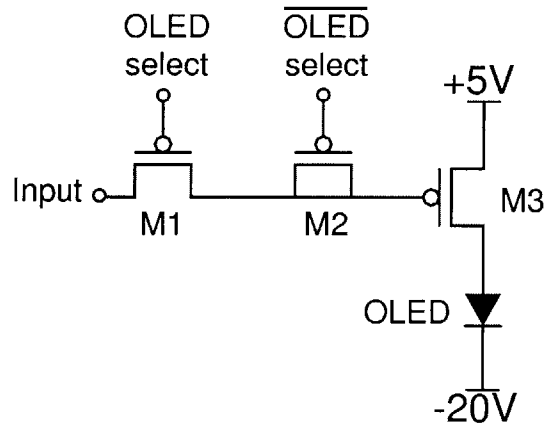 OLED
select
OLED
select
+5V
Input
M1
M2
M3
OLED
-20V